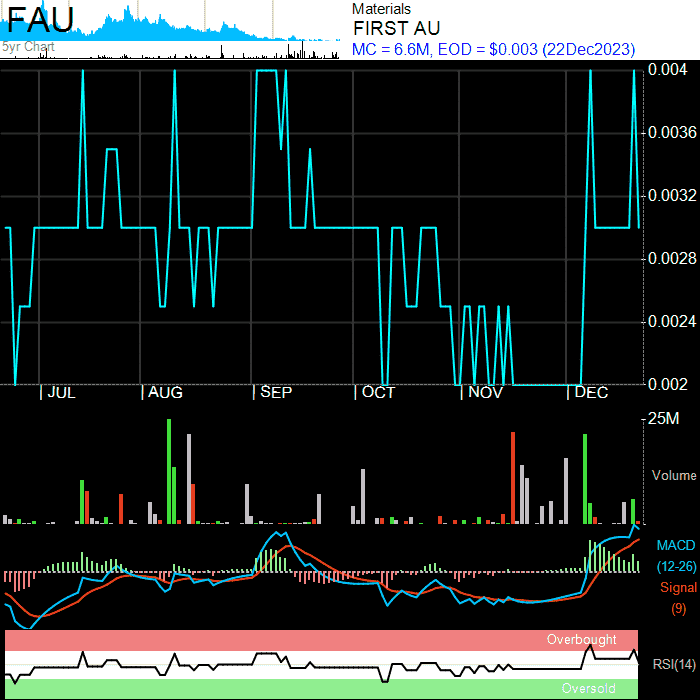 FAU
5yr Chart
Materials
FIRST AU
MC = 6.6M, EOD = $0.003 (22Dec2023)
0.004
0.0036
0.0032
0.0028
0.0024
0.002
JUL AUG SEP OCT NOV DEC
25M
Volume
MACD
(12-26)
Signal
(9)
Overbought
RSI(14)
Oversold